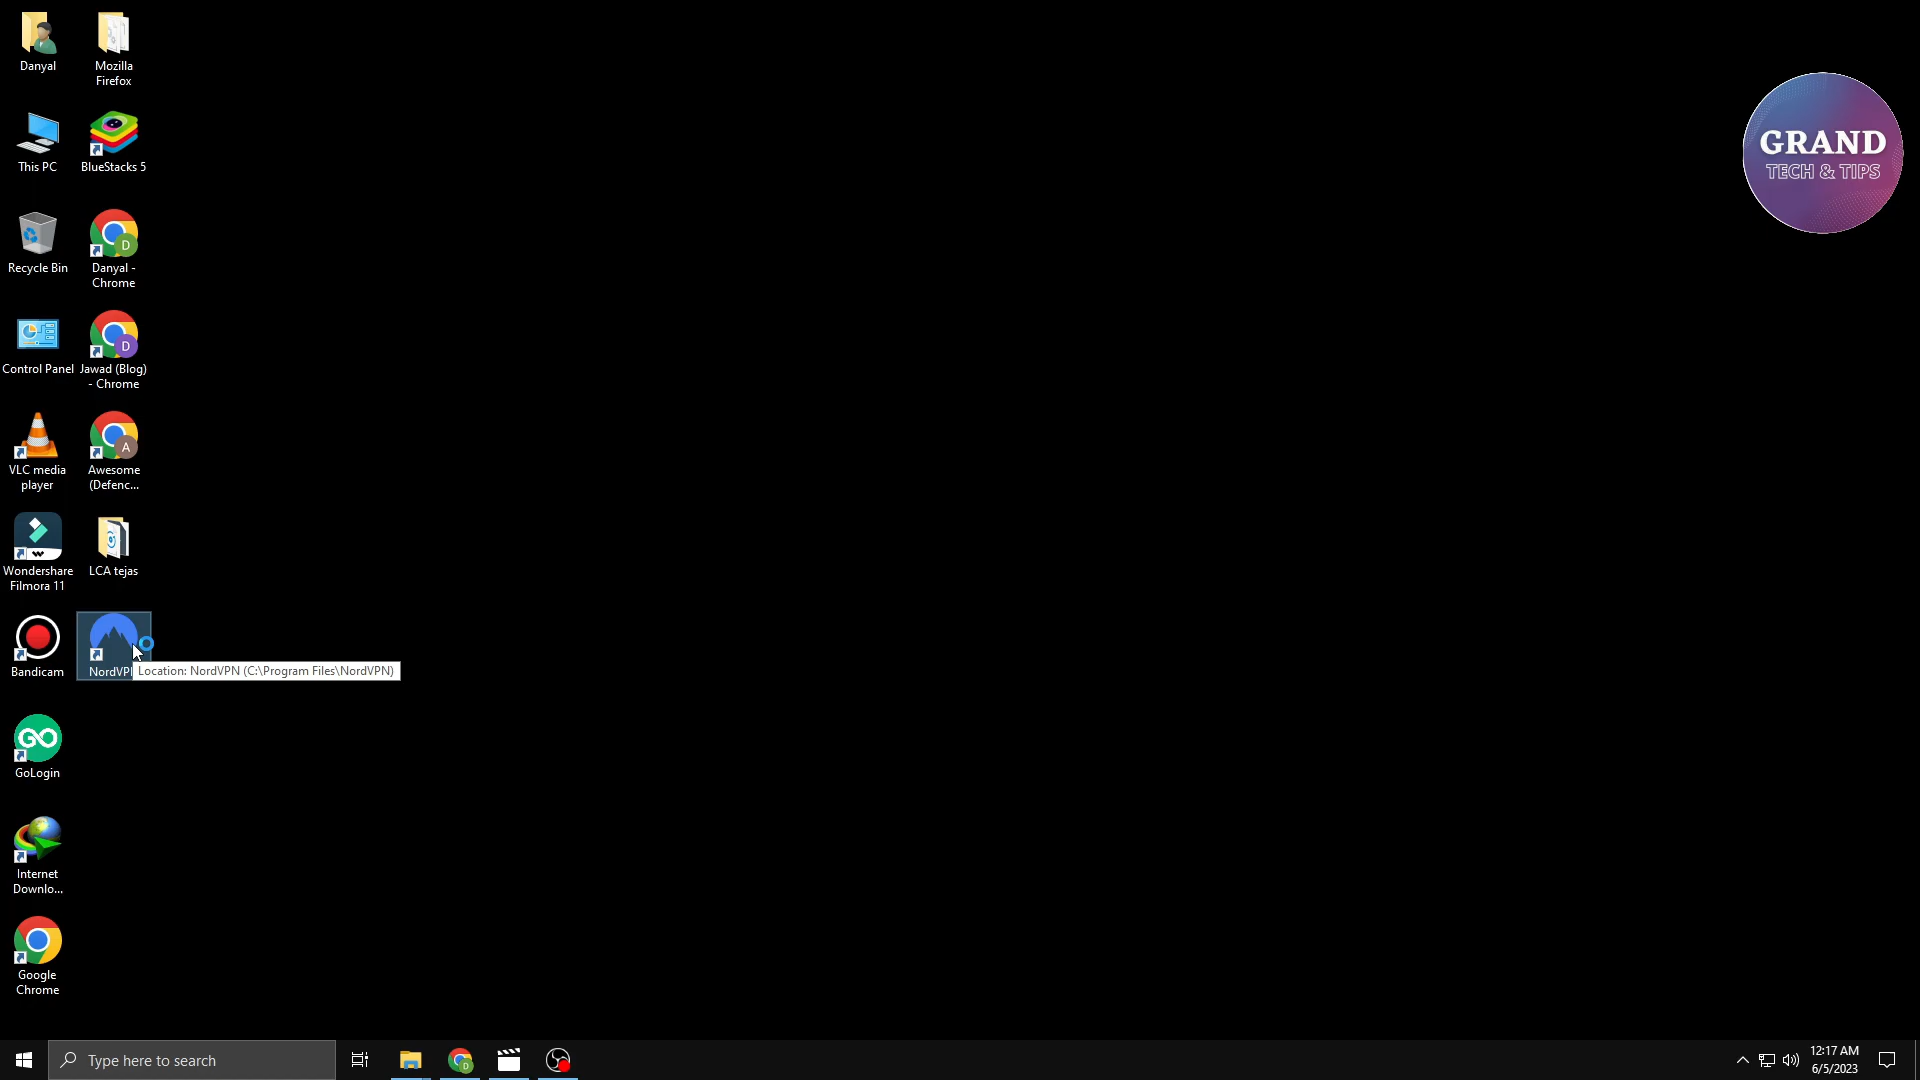 Danyal
Mozilla
Firefox
This PC
BlueStacks 5
Recycle Bin
D
Danyal -
Chrome
Control Panel
D
Jawad (Blog)
- Chrome
VLC media
player
A
Awesome
(Defenc...
Wondershare
Filmora 11
LCA tejas
Bandicam
NordVP
Location: NordVPN (C:\Program Files\NordVPN)
GO
GoLogin
Internet
Downlo...
Google
Chrome
GRAND
TECH & TIPS
Type here to search
D
12:17 AM
6/5/2023